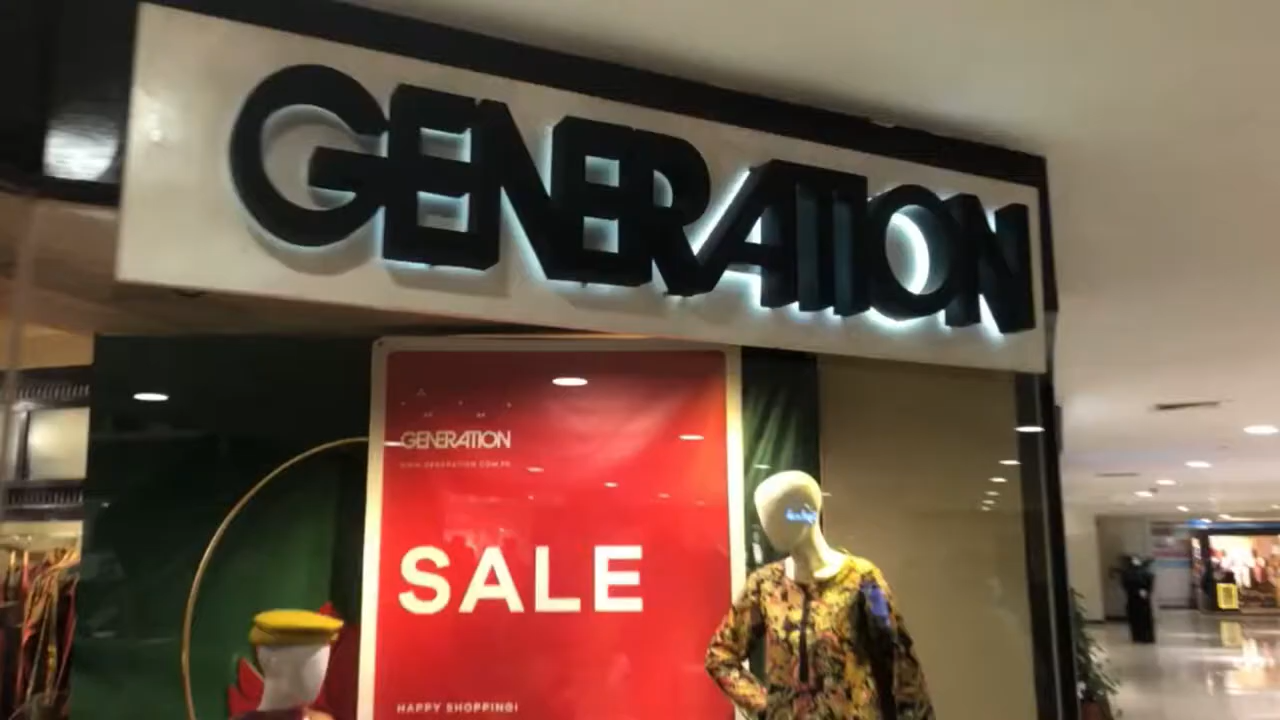 GENERATION
GENERATION
WWW.GENERATION.COM.PK
SALE
HAPPY SHOPPING!